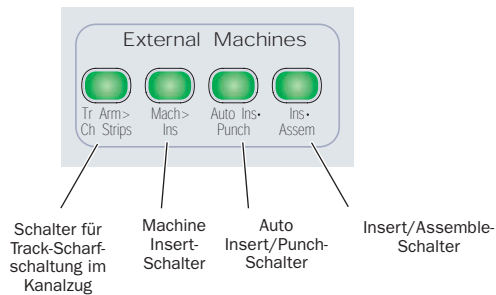 External Machines
Tr Arm>
Ch Strips
Mach>
Ins
Auto Ins•
Punch
Ins•
Assem
Schalter für
Track-Scharf-
schaltung im
Kanalzug
Machine
Insert-
Schalter
Auto
Insert/Punch-
Schalter
Insert/Assemble-
Schalter